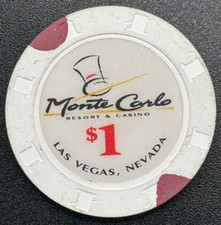 Monte Carlo
RESORT & CASINO
$1
LAS VEGAS, NEVADA